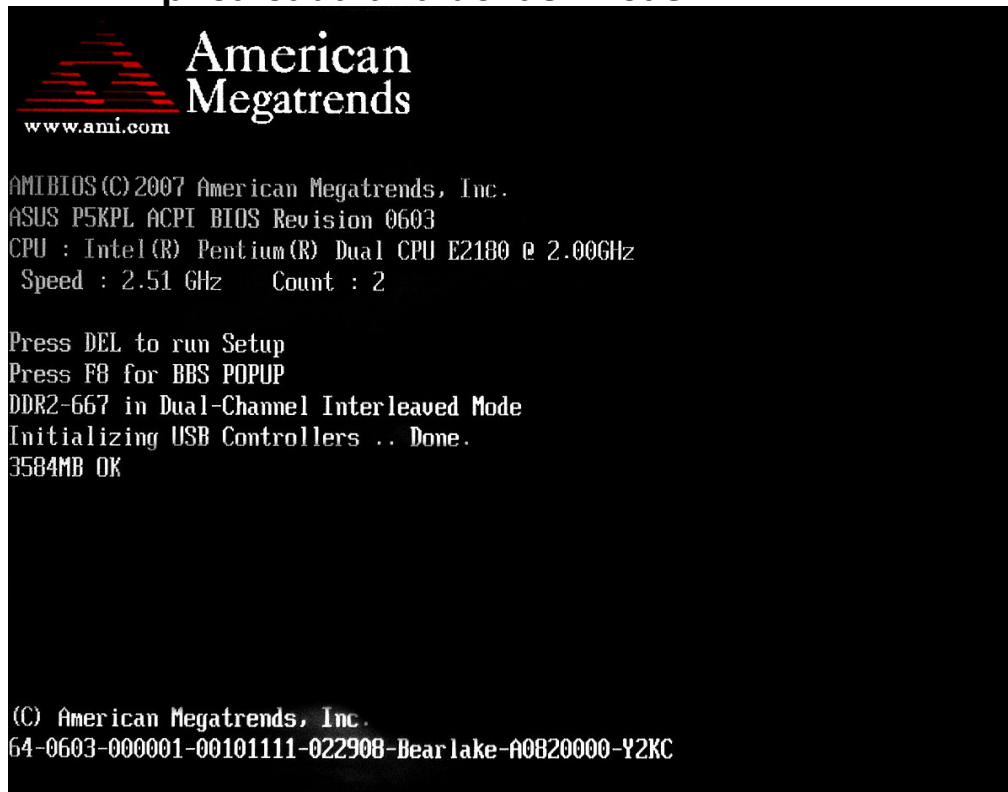 American
Megatrends
www.ami.com
AMIBIOS(C)2007 American Megatrends, Inc.
ASUS P5KPL ACPI BIOS Revision 0603
CPU : Intel(R) Pentium(R) Dual CPU E2180 @ 2.00GHz
Speed : 2.51 GHz Count : 2
Press DEL to run Setup
Press F8 for BBS POPUP
DDR2-667 in Dual-Channel Interleaved Mode
Initializing USB Controllers .. Done.
3584MB OK
(C) American Megatrends, Inc.
64-0603-000001-00101111-022908-Bearlake-A0820000-Y2KC